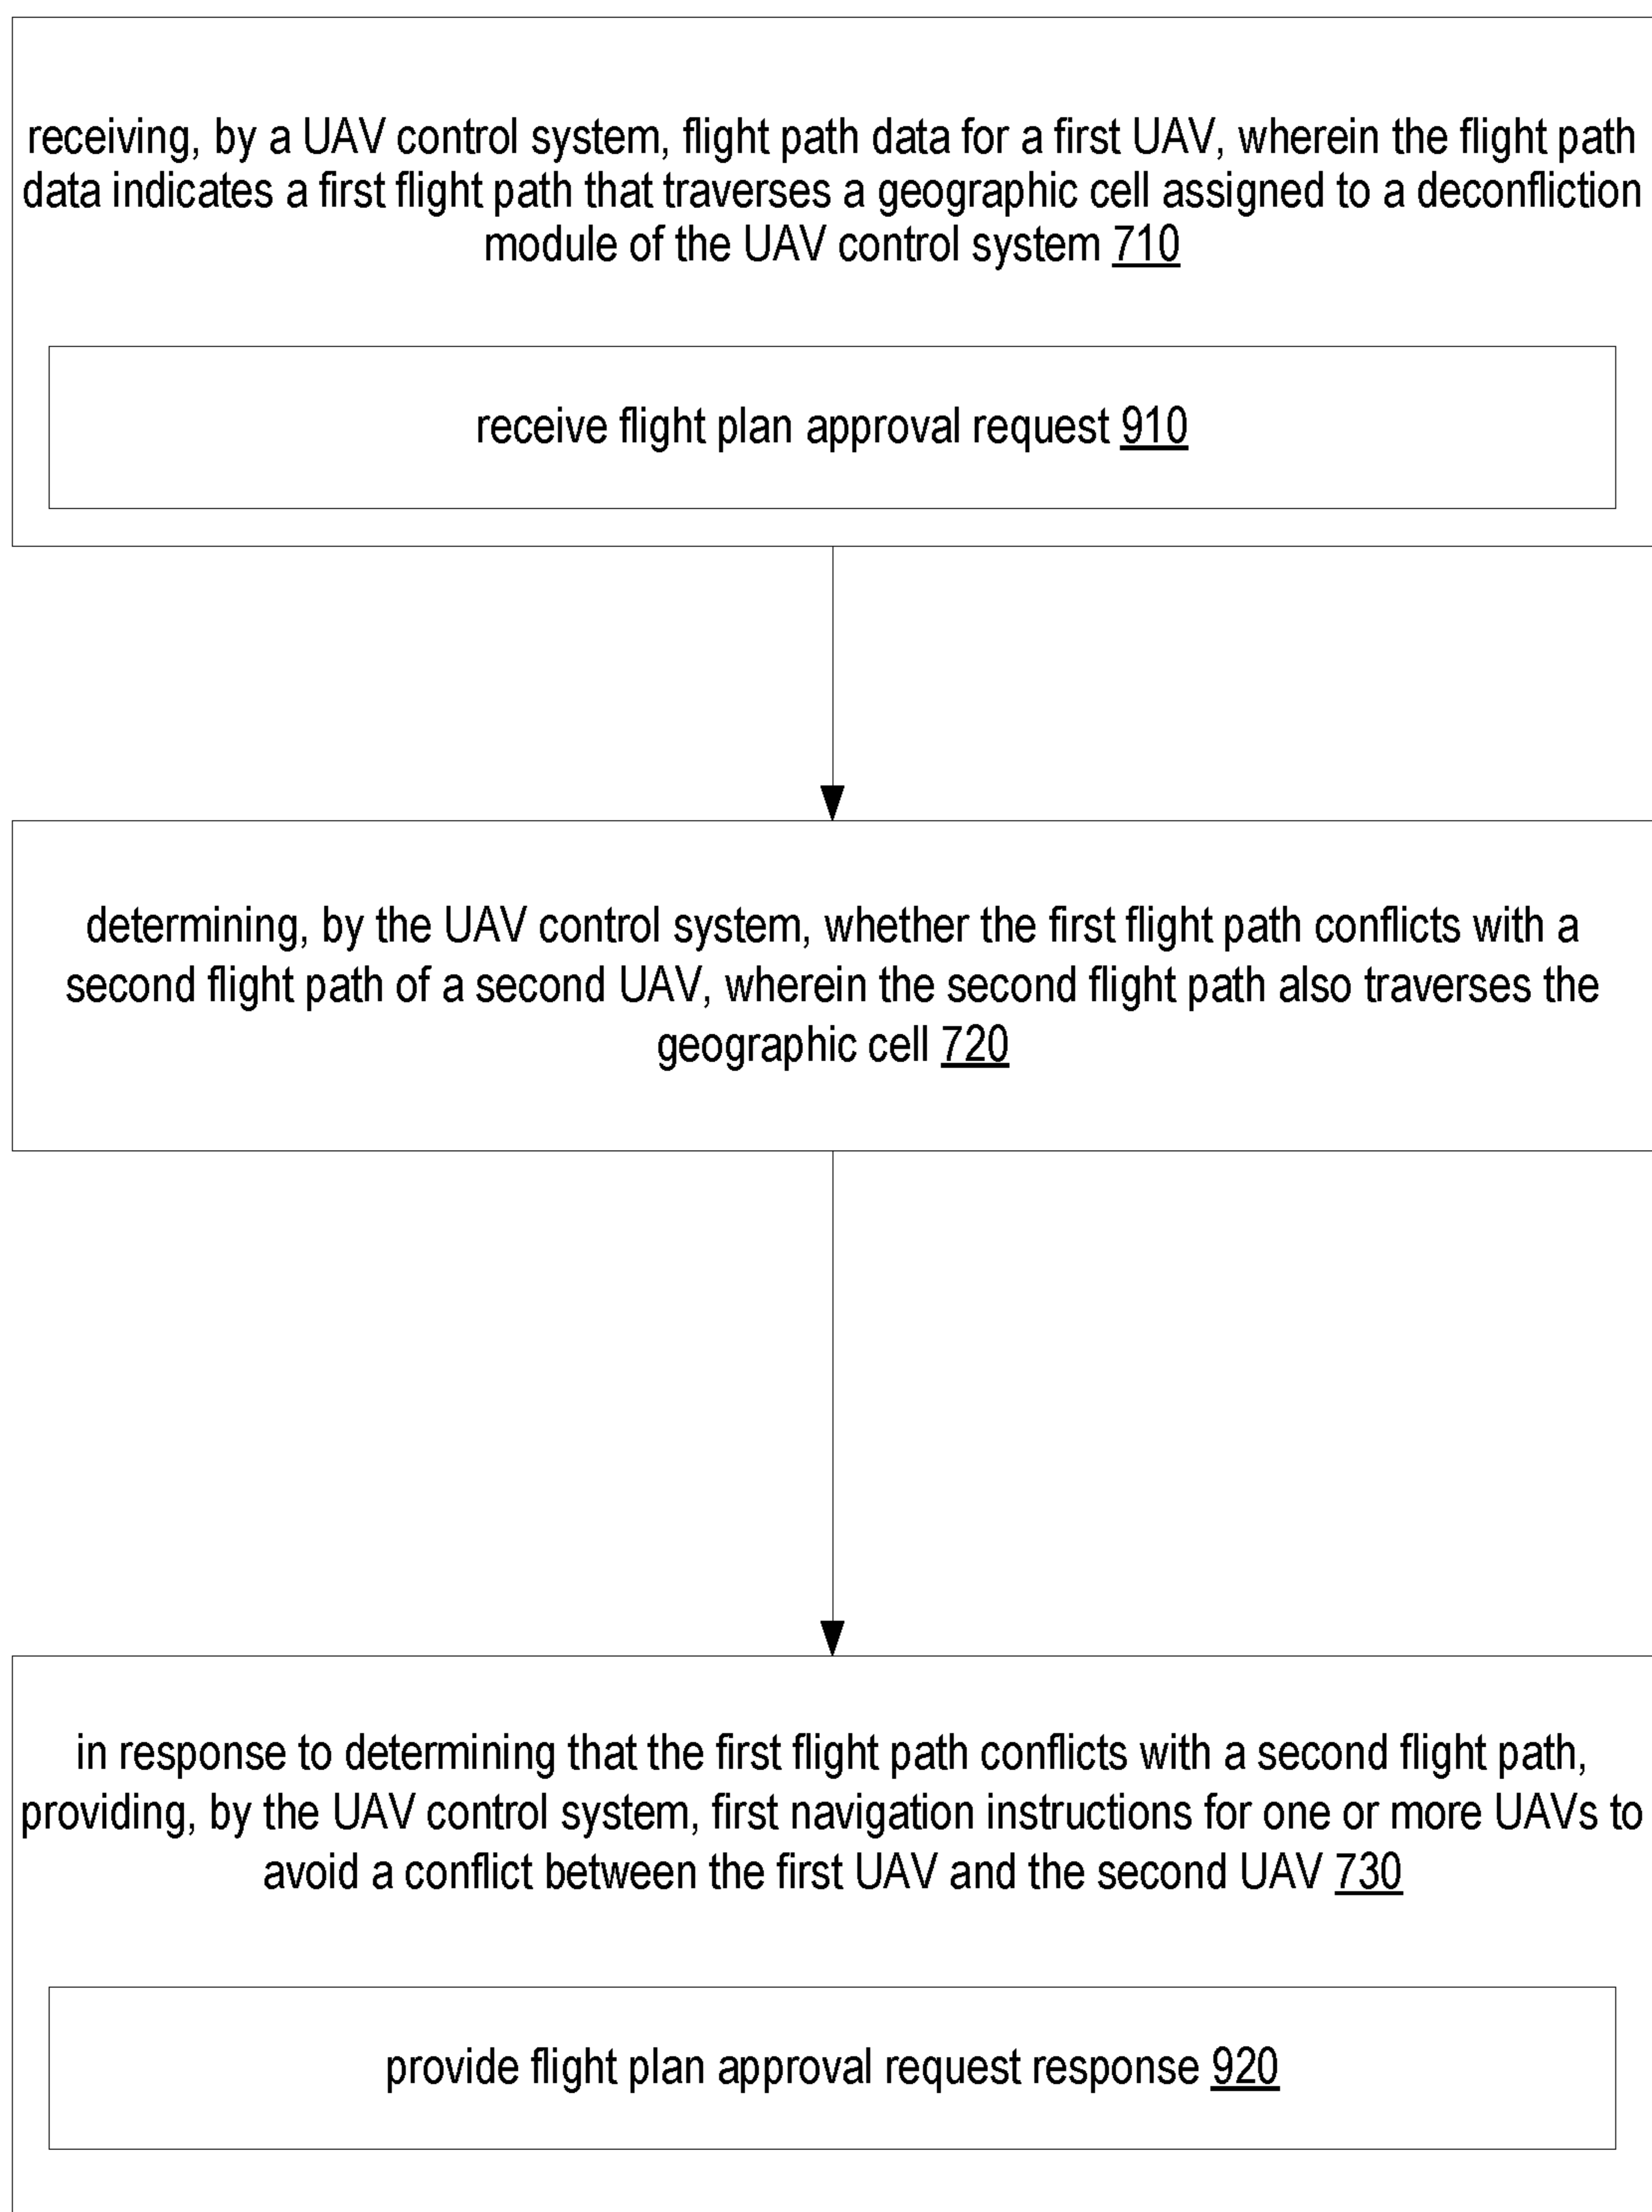 receiving, by a UAV control system, flight path data for a first UAV, wherein the flight path
data indicates a first flight path that traverses a geographic cell assigned to a deconfliction
module of the UAV control system 710
receive flight plan approval request 910
determining, by the UAV control system, whether the first flight path conflicts with a
second flight path of a second UAV, wherein the second flight path also traverses the
geographic cell 720
in response to determining that the first flight path conflicts with a second flight path,
providing, by the UAV control system, first navigation instructions for one or more UAVs to
avoid a conflict between the first UAV and the second UAV 730
provide flight plan approval request response 920